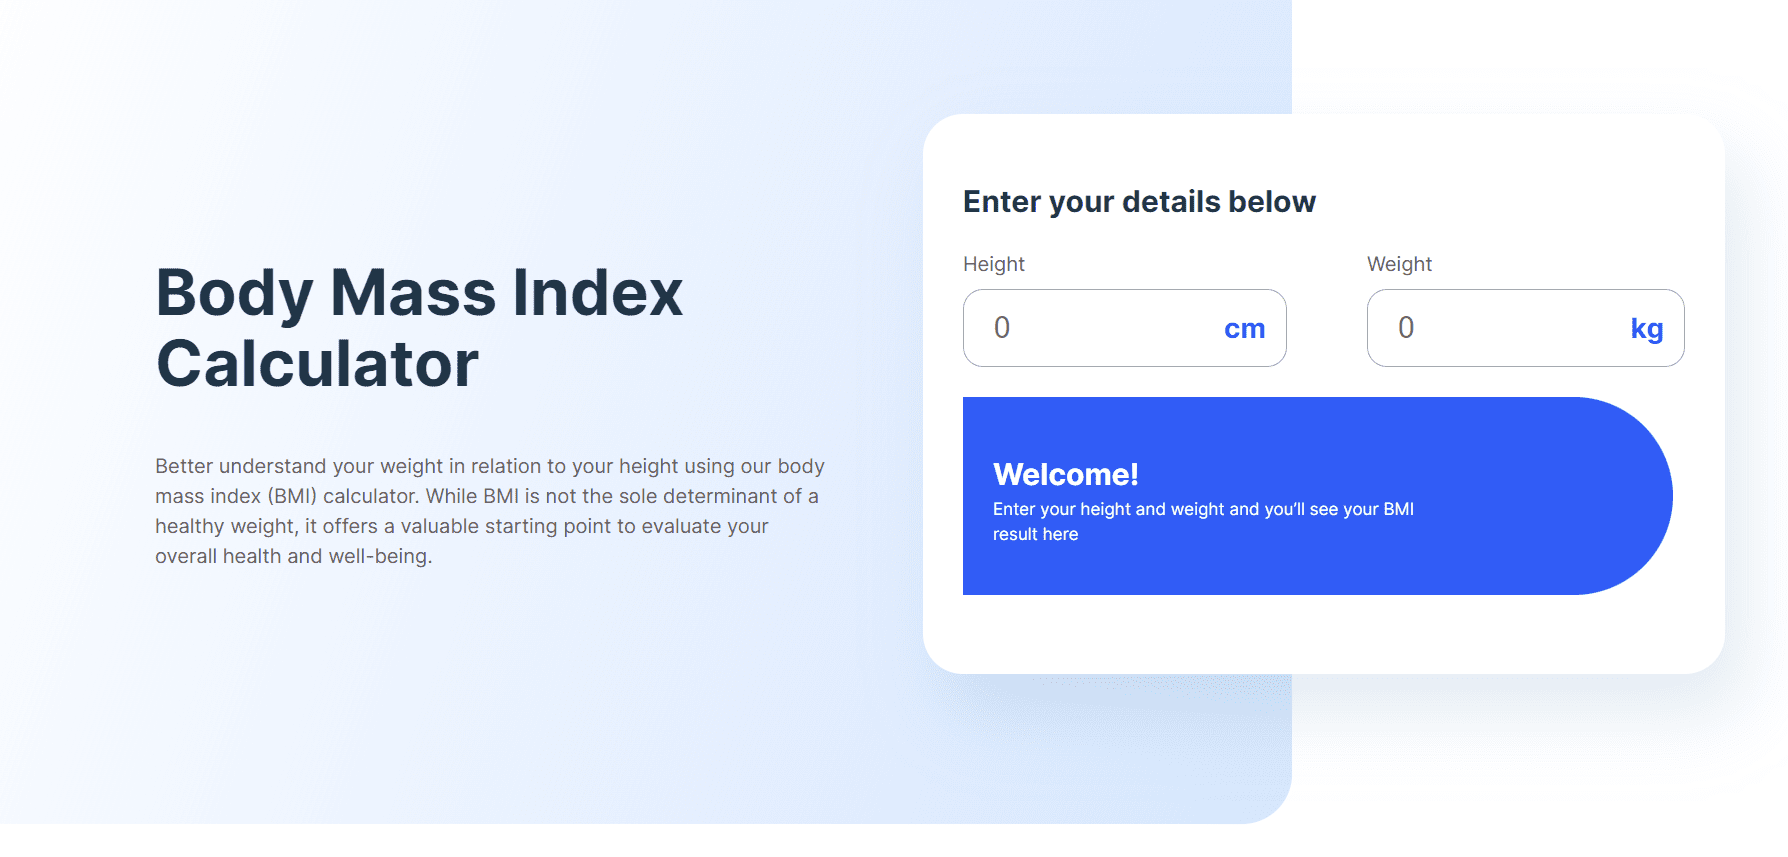 Body Mass Index
Calculator
Better understand your weight in relation to your height using our body
mass index (BMI) calculator. While BMI is not the sole determinant of a
healthy weight, it offers a valuable starting point to evaluate your
overall health and well-being.
Enter your details below
Height
Weight
0 cm
0 kg
Welcome!
Enter your height and weight and you’ll see your BMI
result here